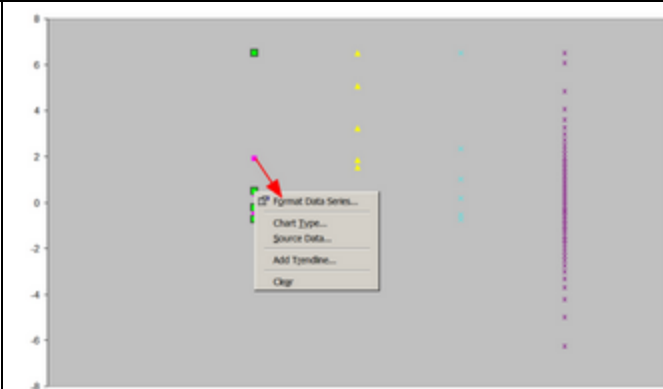 8
6
4
2
0
-2
-4
-6
-8
Format Data Series...
Chart Type...
Source Data...
Add Trendline...
Clear